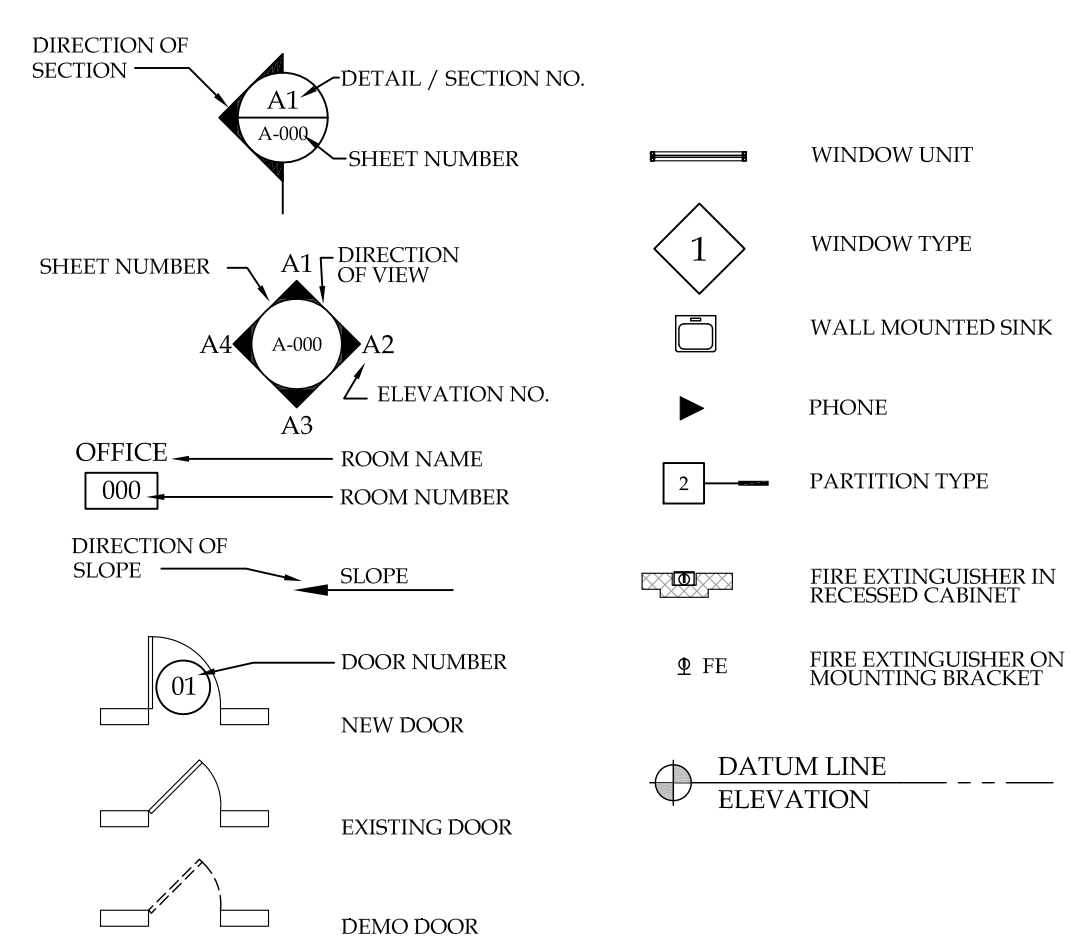 DIRECTION OF
SECTION
A1
A-000
DETAIL / SECTION NO.
SHEET NUMBER
SHEET NUMBER
A1
DIRECTION
OF VIEW
A4
A-000
A2
ELEVATION NO.
A3
OFFICE
ROOM NAME
000
ROOM NUMBER
DIRECTION OF
SLOPE
SLOPE
01
DOOR NUMBER
NEW DOOR
EXISTING DOOR
DEMO DOOR
WINDOW UNIT
1
WINDOW TYPE
WALL MOUNTED SINK
PHONE
2
PARTITION TYPE
FIRE EXTINGUISHER IN
RECESSED CABINET
FE
FIRE EXTINGUISHER ON
MOUNTING BRACKET
DATUM LINE
ELEVATION